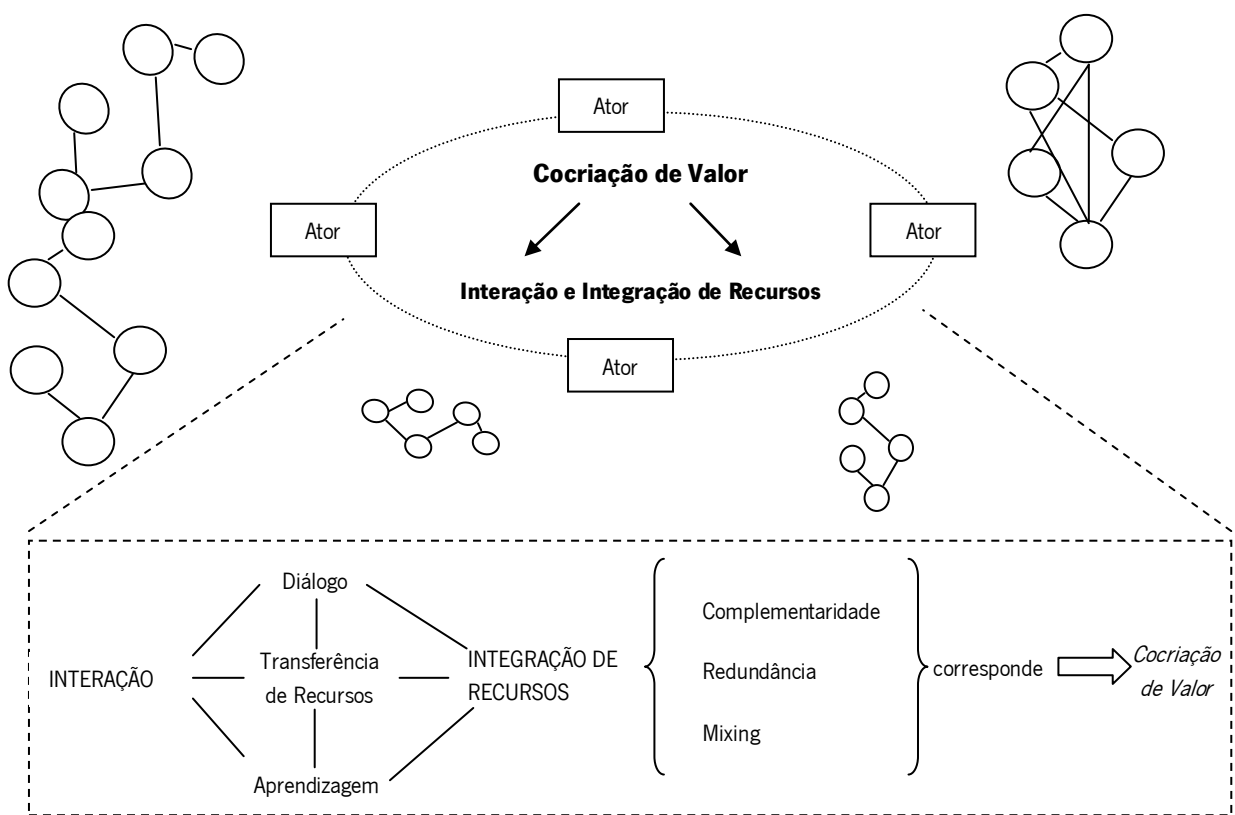 Ator
Cocriação de Valor
Ator
Ator
Interação e Integração de Recursos
Ator
INTERAÇÃO
Diálogo
Transferência
de Recursos
Aprendizagem
INTEGRAÇÃO DE
RECURSOS
Complementaridade
Redundância
Mixing
corresponde
Cocriação
de Valor